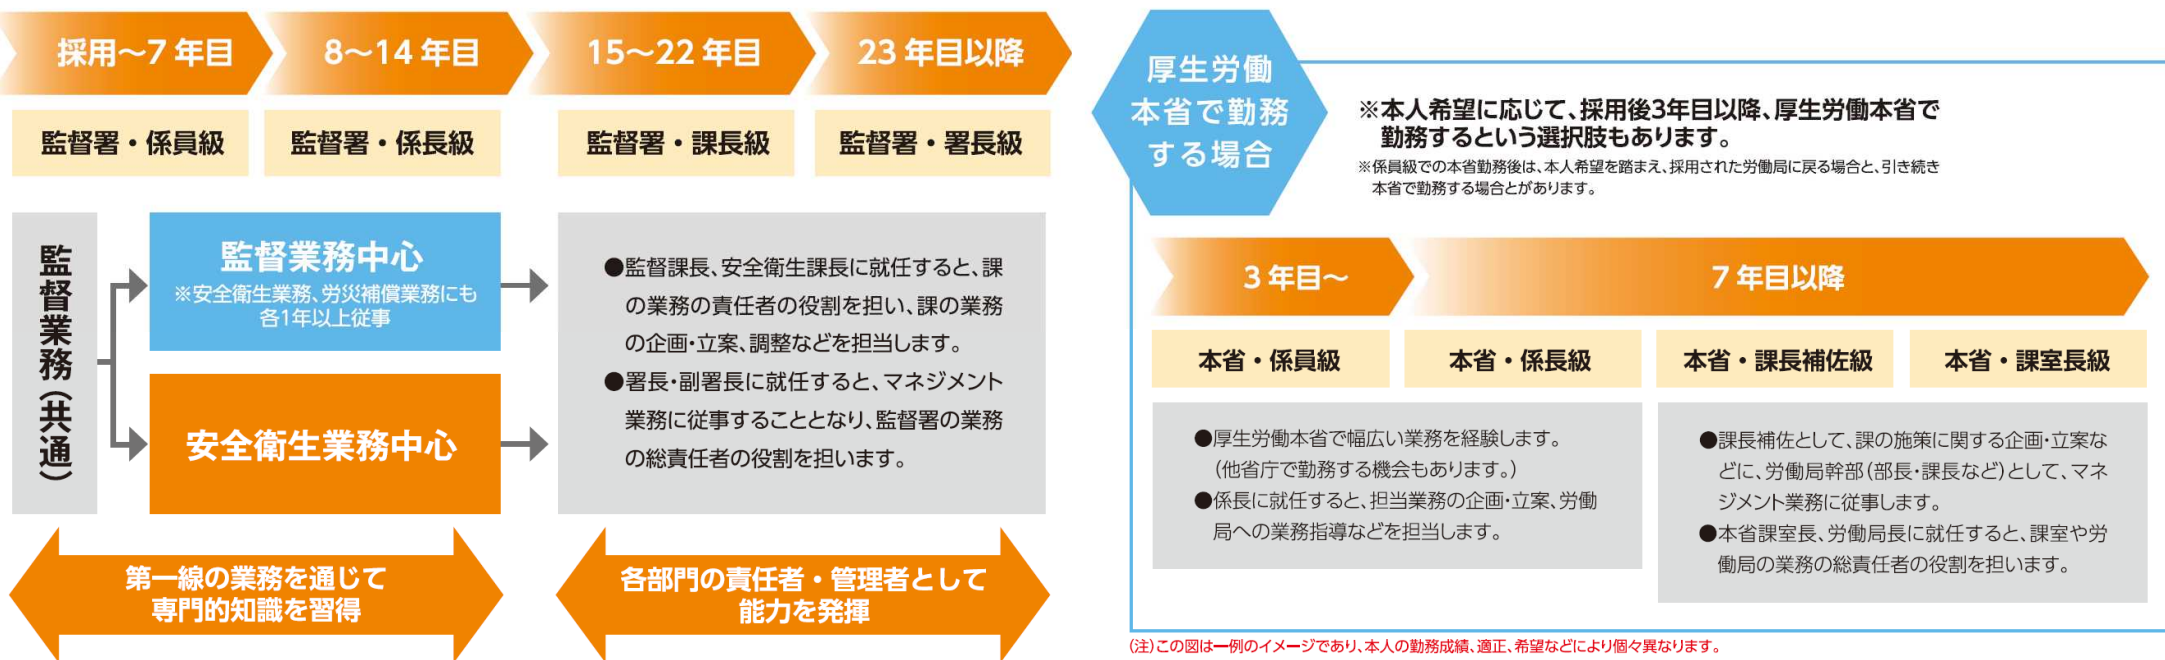 採用～7年目
8～14年目
15～22年目
23年目以降
監督署・係員級
監督署・係長級
監督署・課長級
監督署・署長級
監督業務（共通）
監督業務中心
※安全衛生業務、労災補償業務にも
各1年以上従事
安全衛生業務中心
●監督課長、安全衛生課長に就任すると、課
の業務の責任者の役割を担い、課の業務
の企画・立案、調整などを担当します。
●署長・副署長に就任すると、マネジメント
業務に従事することとなり、監督署の業務
の総責任者の役割を担います。
第一線の業務を通じて
専門的知識を習得
各部門の責任者・管理者として
能力を発揮
厚生労働
本省で勤務
する場合
※本人希望に応じて、採用後3年目以降、厚生労働本省で
勤務するという選択肢もあります。
※係員級での本省勤務後は、本人希望を踏まえ、採用された労働局に戻る場合と、引き続き
本省で勤務する場合とがあります。
3年目～
7年目以降
本省・係員級
本省・係長級
本省・課長補佐級
本省・課室長級
●厚生労働本省で幅広い業務を経験します。
（他省庁で勤務する機会もあります。）
●係長に就任すると、担当業務の企画・立案、労働
局への業務指導などを担当します。
●課長補佐として、課の施策に関する企画・立案な
どに、労働局幹部（部長・課長など）として、マネ
ジメント業務に従事します。
●本省課室長、労働局長に就任すると、課室や労
働局の業務の総責任者の役割を担います。
（注）この図は一例のイメージであり、本人の勤務成績、適正、希望などにより個々異なります。